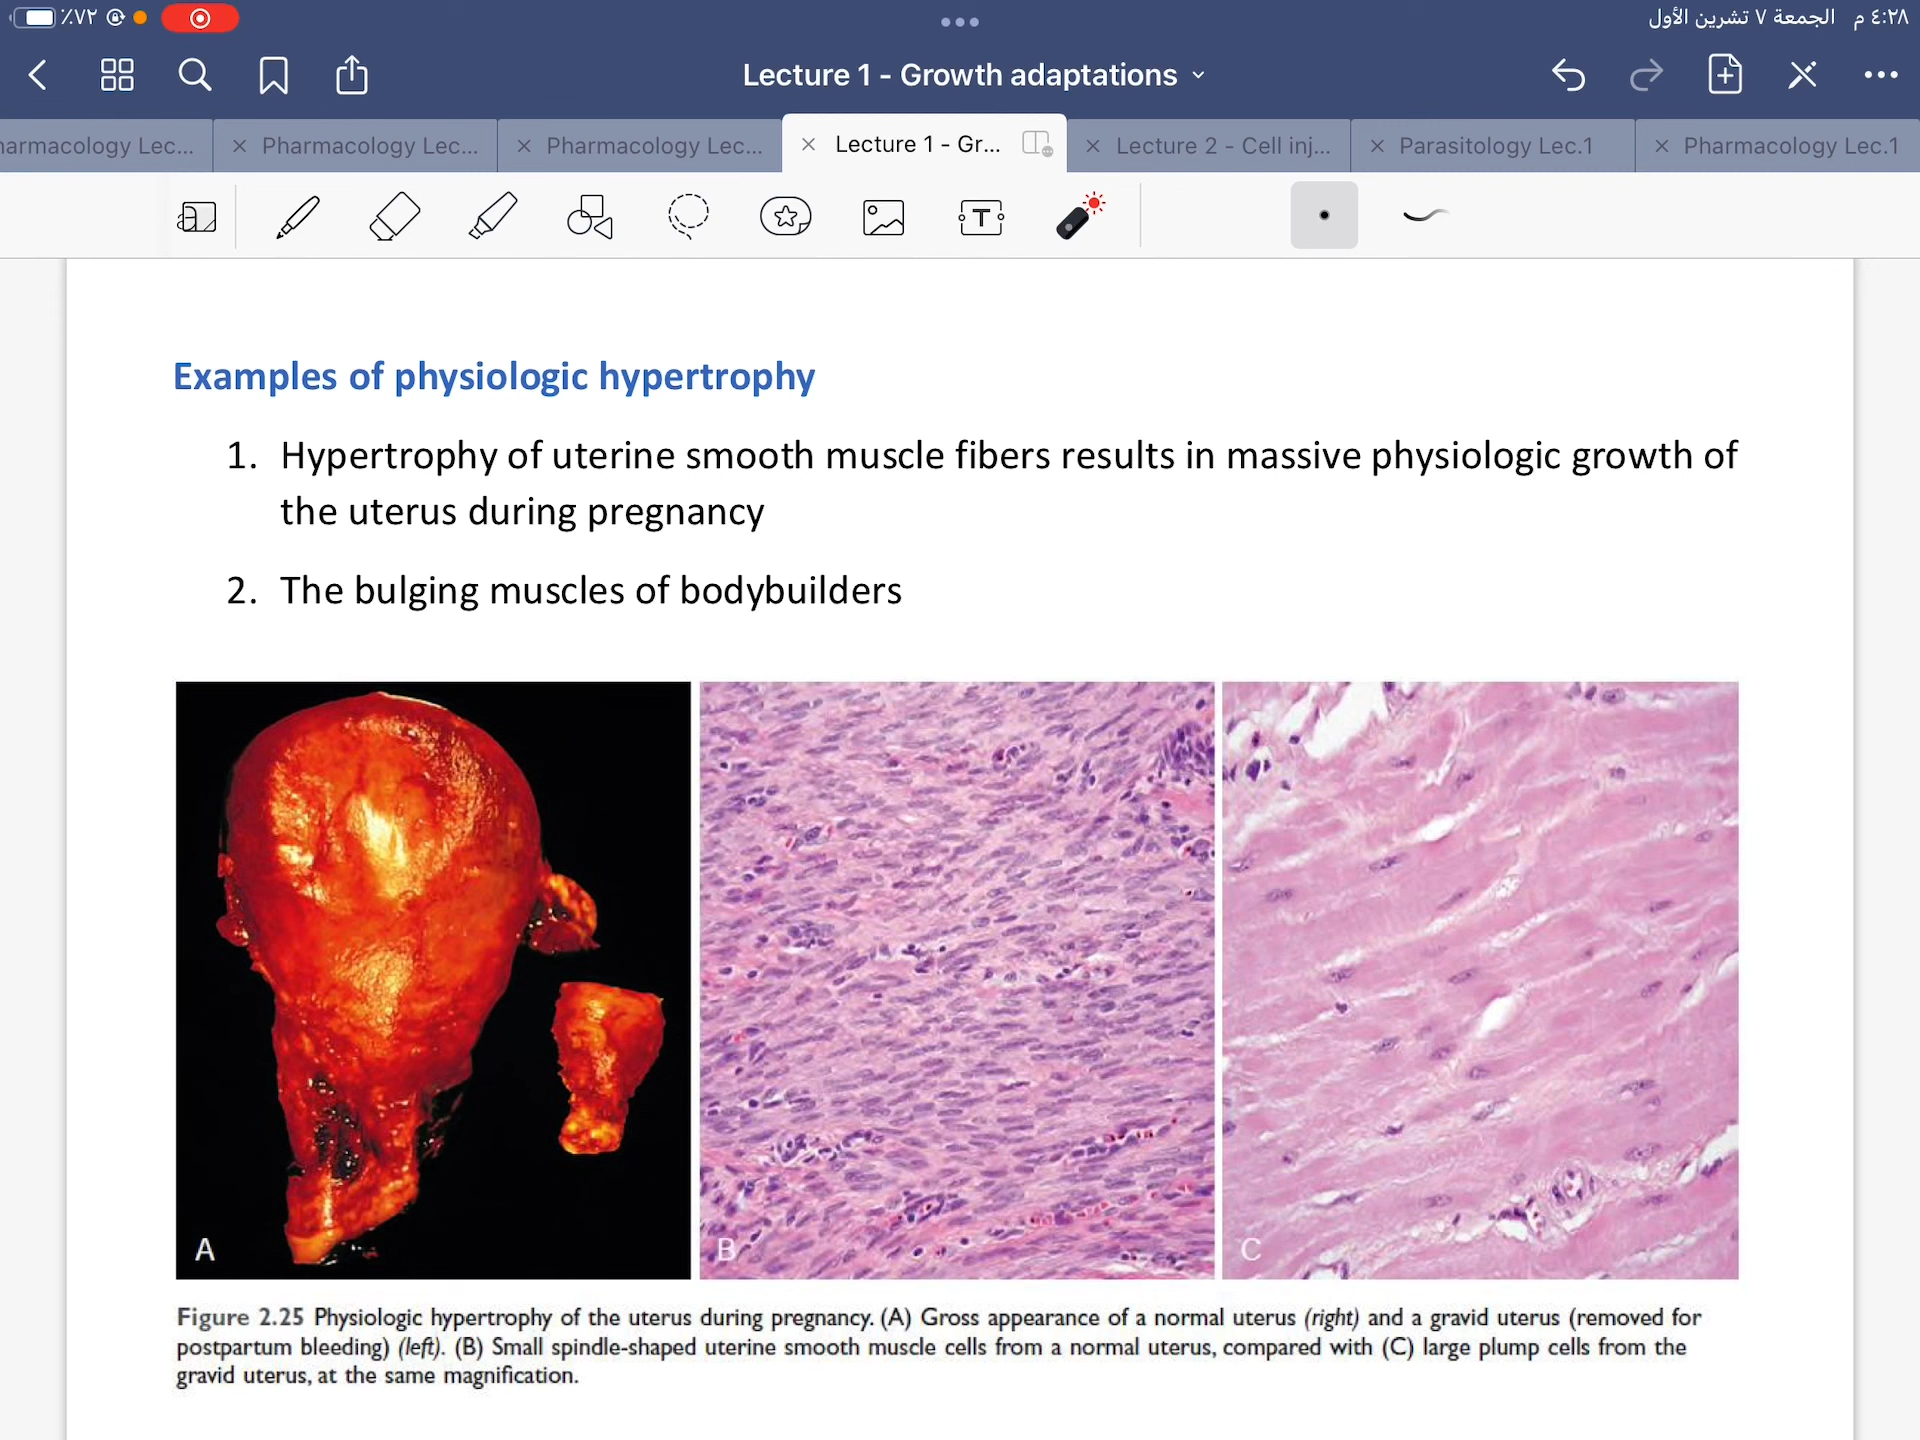 ٪٧٢
٤:٢٨ م الجمعة ٧ تشرين الأول
Lecture 1 - Growth adaptations
armacology Lec...
Pharmacology Lec...
Pharmacology Lec...
Lecture 1 - Gr...
Lecture 2 - Cell inj...
Parasitology Lec.1
Pharmacology Lec.1
a
T
Examples of physiologic hypertrophy
1. Hypertrophy of uterine smooth muscle fibers results in massive physiologic growth of
the uterus during pregnancy
2. The bulging muscles of bodybuilders
A
B
C
Figure 2.25 Physiologic hypertrophy of the uterus during pregnancy. (A) Gross appearance of a normal uterus (right) and a gravid uterus (removed for
postpartum bleeding) (left). (B) Small spindle-shaped uterine smooth muscle cells from a normal uterus, compared with (C) large plump cells from the
gravid uterus, at the same magnification.